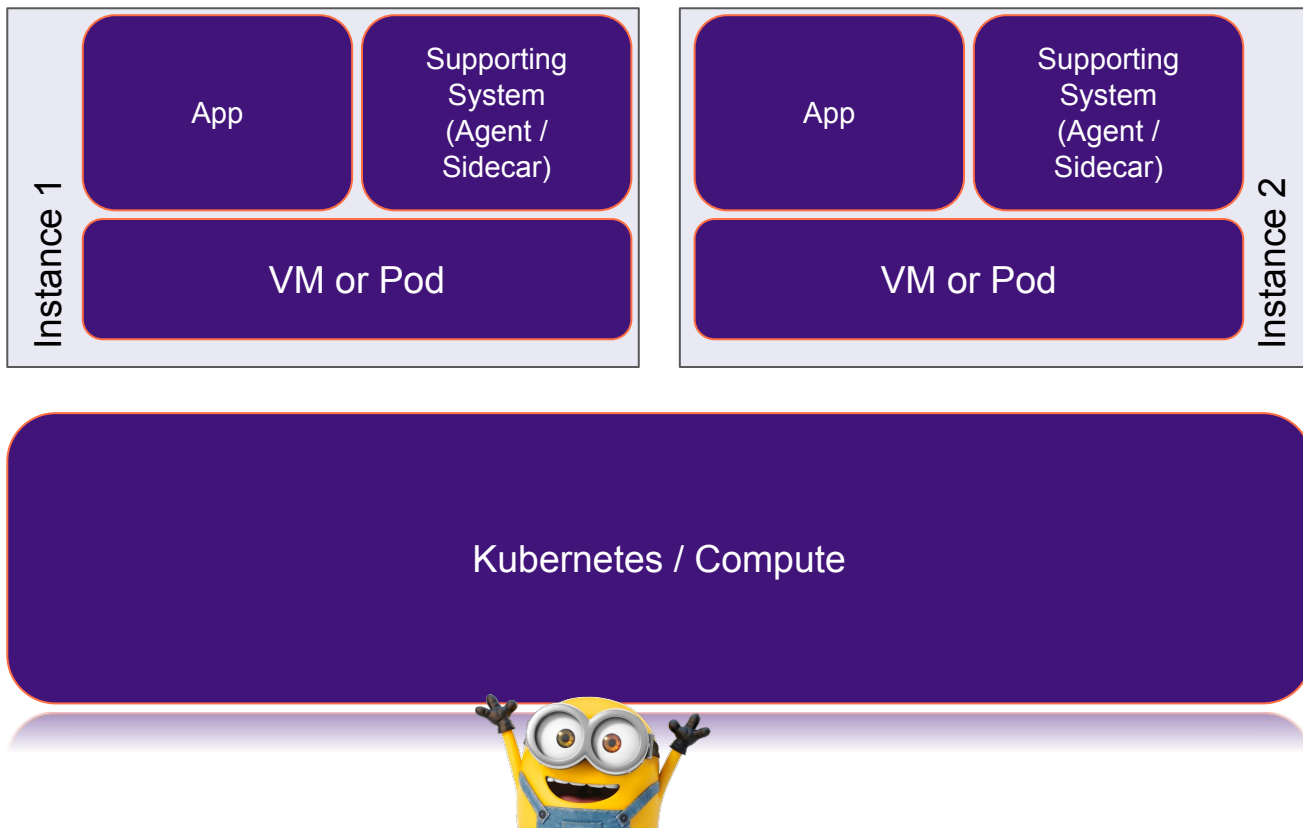 Instance 1
App
Supporting
System
(Agent /
Sidecar)
VM or Pod
App
Supporting
System
(Agent /
Sidecar)
VM or Pod
Instance 2
Kubernetes / Compute